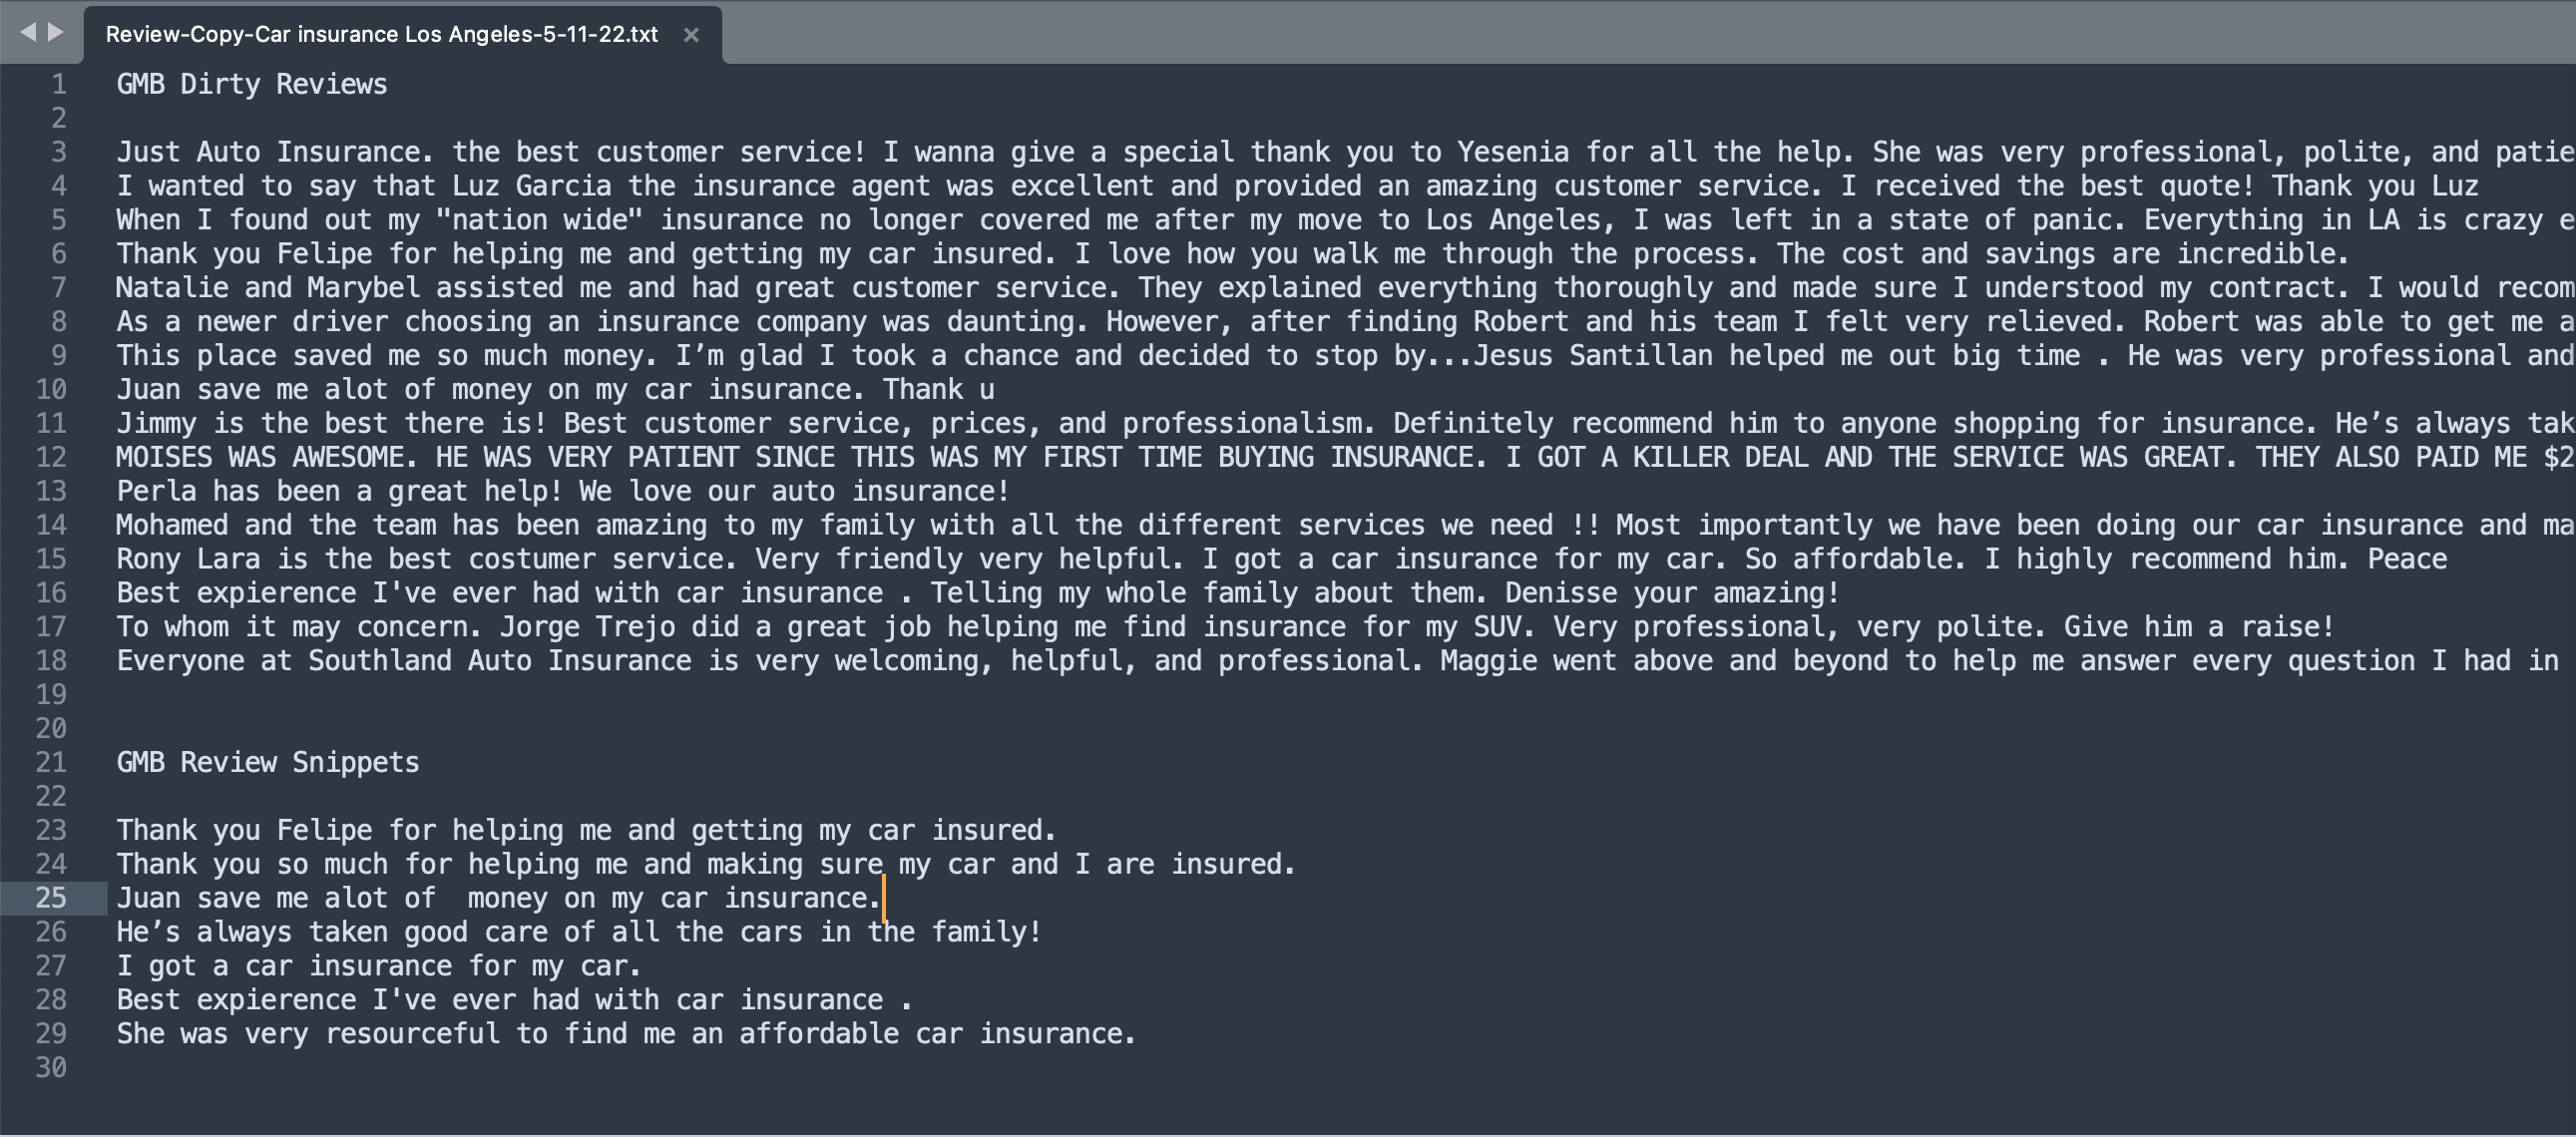 Review-Copy-Car insurance Los Angeles-5-11-22.txt ×
1 GMB Dirty Reviews
2
3 Just Auto Insurance. the best customer service! I wanna give a special thank you to Yesenia for all the help. She was very professional, polite, and patie
4 I wanted to say that Luz Garcia the insurance agent was excellent and provided an amazing customer service. I received the best quote! Thank you Luz
5 When I found out my "nation wide" insurance no longer covered me after my move to Los Angeles, I was left in a state of panic. Everything in LA is crazy e
6 Thank you Felipe for helping me and getting my car insured. I love how you walk me through the process. The cost and savings are incredible.
7 Natalie and Marybel assisted me and had great customer service. They explained everything thoroughly and made sure I understood my contract. I would recom
8 As a newer driver choosing an insurance company was daunting. However, after finding Robert and his team I felt very relieved. Robert was able to get me a
9 This place saved me so much money. I’m glad I took a chance and decided to stop by...Jesus Santillan helped me out big time . He was very professional and
10 Juan save me alot of money on my car insurance. Thank u
11 Jimmy is the best there is! Best customer service, prices, and professionalism. Definitely recommend him to anyone shopping for insurance. He’s always tak
12 MOISES WAS AWESOME. HE WAS VERY PATIENT SINCE THIS WAS MY FIRST TIME BUYING INSURANCE. I GOT A KILLER DEAL AND THE SERVICE WAS GREAT. THEY ALSO PAID ME $2
13 Perla has been a great help! We love our auto insurance!
14 Mohamed and the team has been amazing to my family with all the different services we need !! Most importantly we have been doing our car insurance and ma
15 Rony Lara is the best costumer service. Very friendly very helpful. I got a car insurance for my car. So affordable. I highly recommend him. Peace
16 Best expierence I've ever had with car insurance . Telling my whole family about them. Denisse your amazing!
17 To whom it may concern. Jorge Trejo did a great job helping me find insurance for my SUV. Very professional, very polite. Give him a raise!
18 Everyone at Southland Auto Insurance is very welcoming, helpful, and professional. Maggie went above and beyond to help me answer every question I had in
19
20
21 GMB Review Snippets
22
23 Thank you Felipe for helping me and getting my car insured.
24 Thank you so much for helping me and making sure my car and I are insured.
25 Juan save me alot of  money on my car insurance.
26 He’s always taken good care of all the cars in the family!
27 I got a car insurance for my car.
28 Best expierence I've ever had with car insurance .
29 She was very resourceful to find me an affordable car insurance.
30